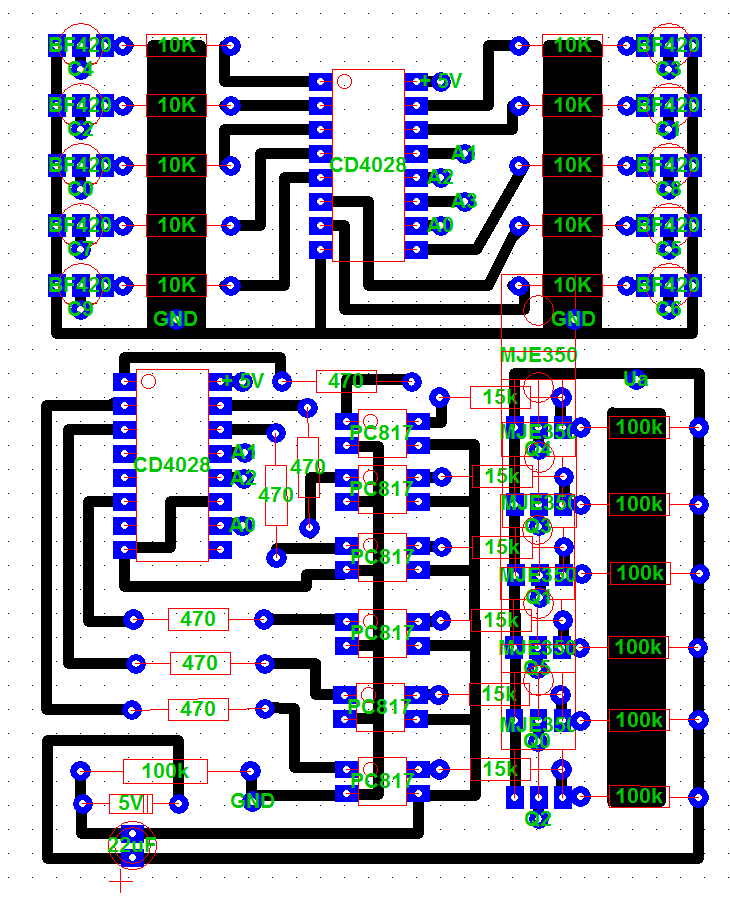 BF420 10K 10K BF420
C4 C3
+ 5V
BF420 10K 10K BF420
C2 C1
A1
BF420 10K CD4028 10K BF420
C0 A2 C8
A3
BF420 10K A0 10K BF420
C7 C5
BF420 10K 10K BF420
C9 C6
GND GND
MJE350
+ 5V 470 Ua
15k
PC817 MJE350 100k
A1 Q4
CD4028 470 15k
A2 PC817
470 MJE350 100k
A0 Q3
15k
PC817 MJE350 100k
Q1
470 15k
PC817 MJE350 100k
470 Q5
15k
470 PC817 MJE350 100k
Q0
100k 15k
PC817
5V GND 100k
Q2
22uF